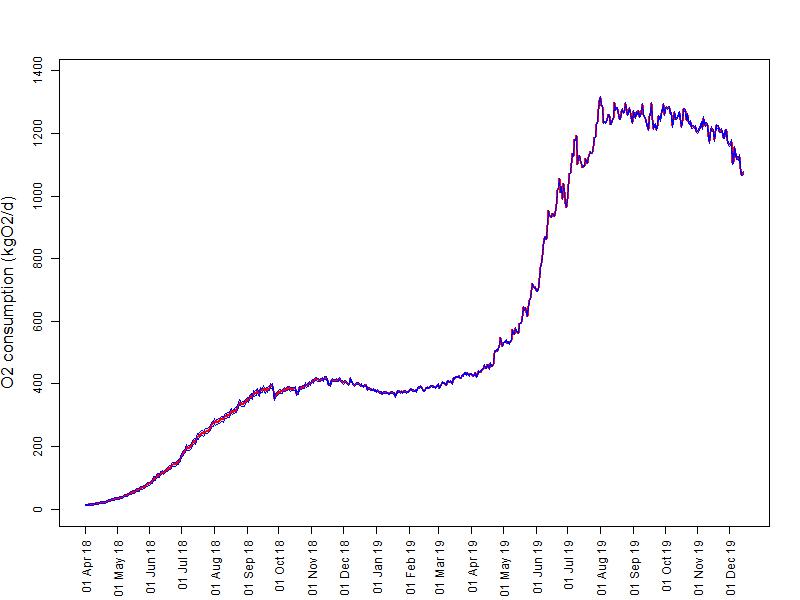 O2 consumption (kgO2/d)
1400
1200
1000
800
600
400
200
0
01 Apr 18
01 May 18
01 Jun 18
01 Jul 18
01 Aug 18
01 Sep 18
01 Oct 18
01 Nov 18
01 Dec 18
01 Jan 19
01 Feb 19
01 Mar 19
01 Apr 19
01 May 19
01 Jun 19
01 Jul 19
01 Aug 19
01 Sep 19
01 Oct 19
01 Nov 19
01 Dec 19